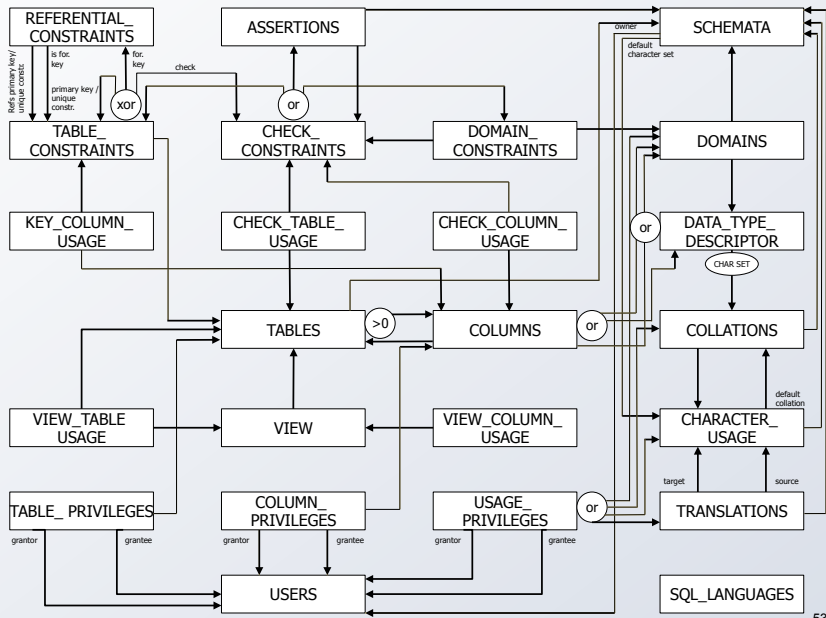 REFERENTIAL_
CONSTRAINTS
ASSERTIONS
owner
SCHEMATA
default
character set
Refs primary key/
unique constr.
is for.
key
for.
key
check
primary key /
unique
constr.
xor
or
TABLE_
CONSTRAINTS
CHECK_
CONSTRAINTS
DOMAIN_
CONSTRAINTS
DOMAINS
KEY_COLUMN_
USAGE
CHECK_TABLE_
USAGE
CHECK_COLUMN_
USAGE
or
DATA_TYPE_
DESCRIPTOR
CHAR SET
TABLES
>0
COLUMNS
or
COLLATIONS
default
collation
VIEW_TABLE
USAGE
VIEW
VIEW_COLUMN_
USAGE
CHARACTER_
USAGE
target
source
TABLE_ PRIVILEGES
COLUMN_
PRIVILEGES
USAGE_
PRIVILEGES
or
TRANSLATIONS
grantor
grantee
grantor
grantee
grantor
grantee
USERS
SQL_LANGUAGES
53